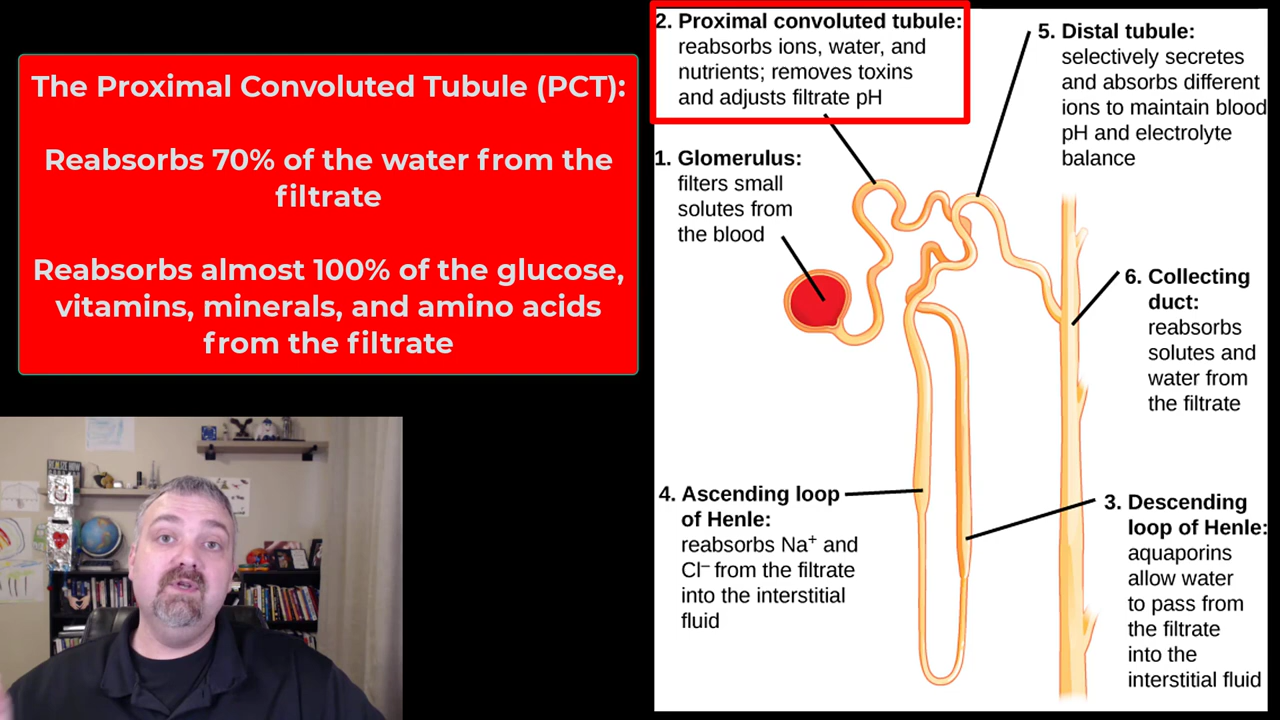 The Proximal Convoluted Tubule (PCT):
Reabsorbs 70% of the water from the
filtrate
Reabsorbs almost 100% of the glucose,
vitamins, minerals, and amino acids
from the filtrate
2. Proximal convoluted tubule:
reabsorbs ions, water, and
nutrients; removes toxins
and adjusts filtrate pH
1. Glomerulus:
filters small
solutes from
the blood
5. Distal tubule:
selectively secretes
and absorbs different
ions to maintain blood
pH and electrolyte
balance
6. Collecting
duct:
reabsorbs
solutes and
water from
the filtrate
4. Ascending loop
of Henle:
reabsorbs Na⁺ and
Cl⁻ from the filtrate
into the interstitial
fluid
3. Descending
loop of Henle:
aquaporins
allow water
to pass from
the filtrate
into the
interstitial fluid